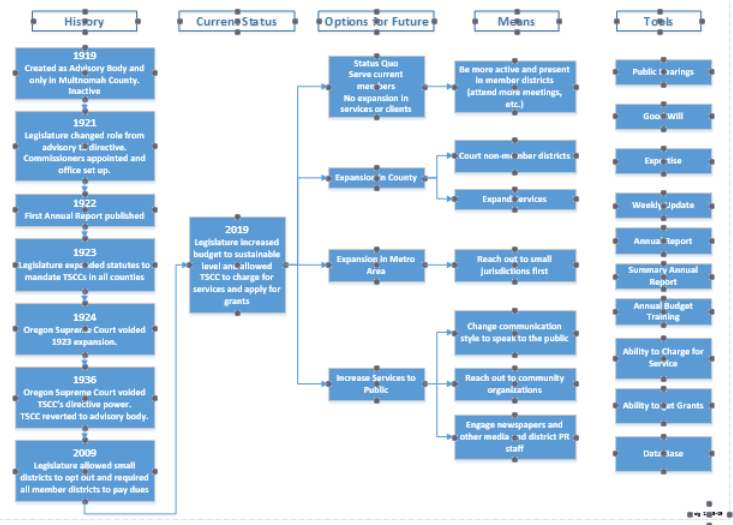 History
Current Status
Options for Future
Means
Tools
1919
Created as Advisory Body and
only in Multnomah County.
Inactive
1921
Legislature changed role from
advisory to directive.
Commissioners appointed and
office set up.
1922
First Annual Report published
1923
Legislature expanded statutes to
mandate TSCCs in all counties
1924
Oregon Supreme Court voided
1923 expansion.
1936
Oregon Supreme Court voided
TSCC's directive power.
TSCC reverted to advisory body.
2009
Legislature allowed small
districts to opt out and required
all member districts to pay dues
2019
Legislature increased
budget to sustainable
level and allowed
TSCC to charge for
services and apply for
grants
Status Quo
Serve current
members
No expansion in
services or clients
Expansion in County
Expansion in Metro
Area
Increase Services to
Public
Be more active and present
in member districts
(attend more meetings,
etc.)
Court non-member districts
Expand Services
Reach out to small
jurisdictions first
Change communication
style to speak to the public
Reach out to community
organizations
Engage newspapers and
other media and district PR
staff
Public Hearings
Good Will
Expertise
Weekly Update
Annual Report
Summary Annual
Report
Annual Budget
Training
Ability to Charge for
Service
Ability to Get Grants
Data Base